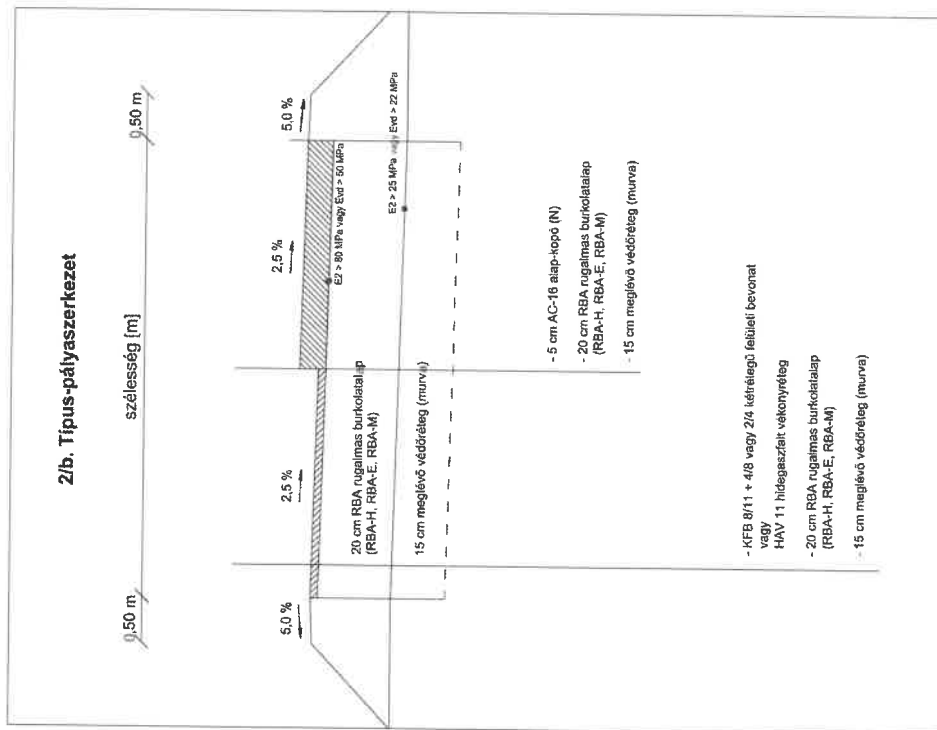 2/b. Típus-pályaszerkezet
szélesség [m]
0,50 m
0,50 m
5,0 %
2,5 %
2,5 %
5,0 %
E2 > 80 MPa vagy Evd > 50 MPa
E2 > 25 MPa vagy Evd > 22 MPa
20 cm RBA rugalmas burkolatalap
(RBA-H, RBA-E, RBA-M)
15 cm meglévő védőréteg (murva)
- 5 cm AC-16 alap-kopó (N)
- 20 cm RBA rugalmas burkolatalap
(RBA-H, RBA-E, RBA-M)
- 15 cm meglévő védőréteg (murva)
- KFB 8/11 + 4/8 vagy 2/4 kétrétegű felületi bevonat
vagy
HAV 11 hidegaszfalt vékonyréteg
- 20 cm RBA rugalmas burkolatalap
(RBA-H, RBA-E, RBA-M)
- 15 cm meglévő védőréteg (murva)